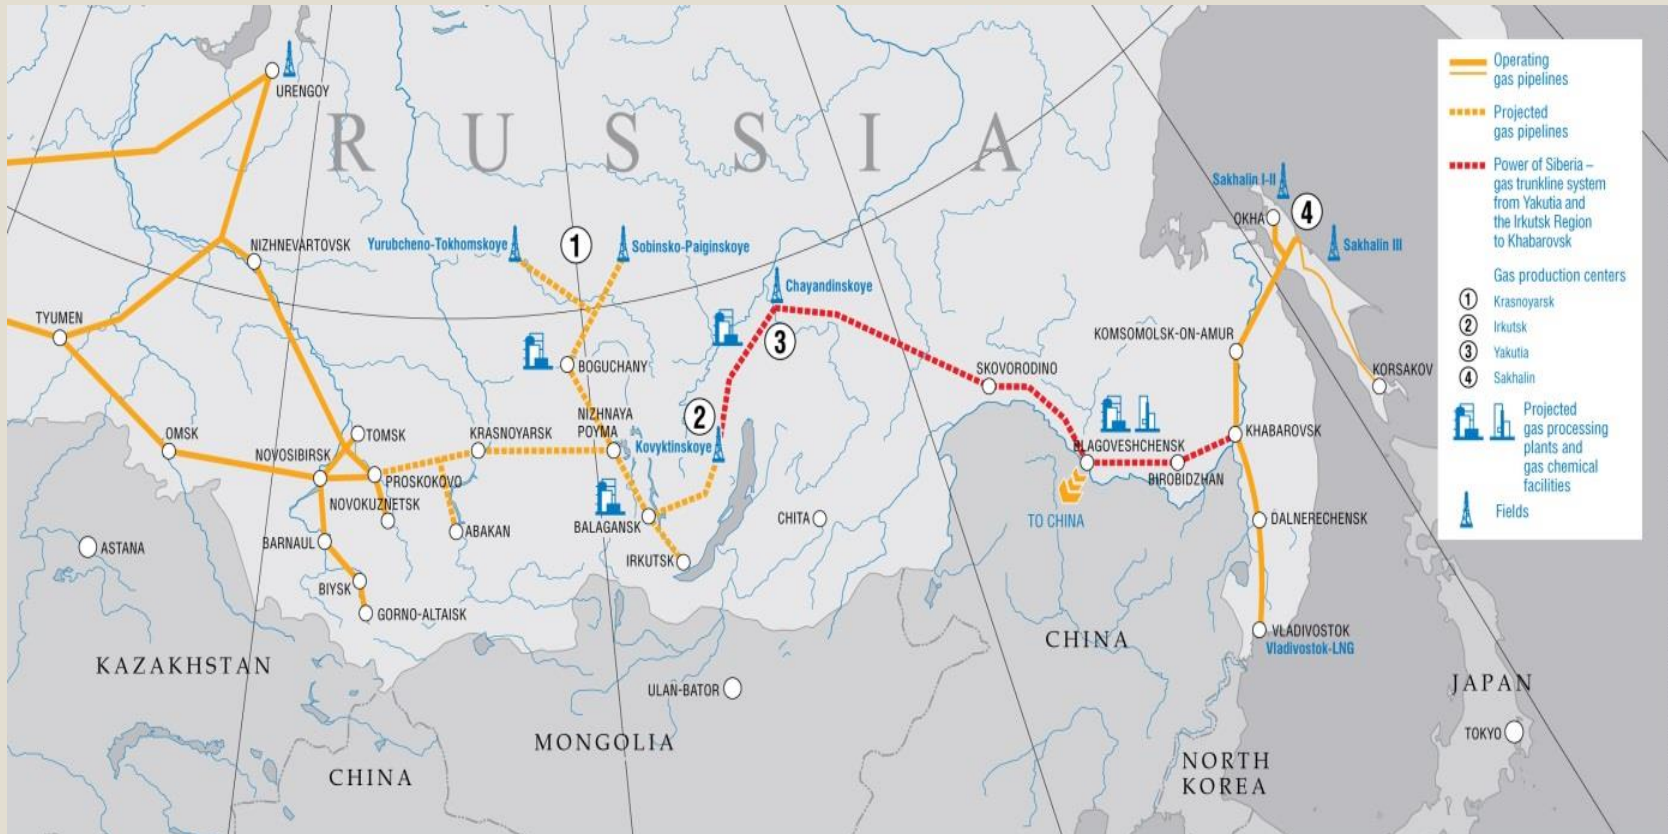 URENGOY
R U S S I A
Sakhalin I-II
OKHA
4
Sakhalin III
NIZHNEVARTOVSK
Yurubcheno-Tokhomskoye
1
Sobinsko-Paiginskoye
Chayandinskoye
TYUMEN
3
KOMSOMOLSK-ON-AMUR
BOGUCHANY
SKOVORODINO
KORSAKOV
OMSK
TOMSK
KRASNOYARSK
NIZHNAYA
POYMA
2
Kovyktinskoye
KHABAROVSK
NOVOSIBIRSK
PROSKOKOVO
BLAGOVESHCHENSK
BIROBIDZHAN
NOVOKUZNETSK
ABAKAN
BALAGANSK
CHITA
TO CHINA
DALNERECHENSK
ASTANA
BARNAUL
IRKUTSK
BIYSK
GORNO-ALTAISK
VLADIVOSTOK
Vladivostok-LNG
KAZAKHSTAN
CHINA
ULAN-BATOR
MONGOLIA
CHINA
JAPAN
TOKYO
NORTH
KOREA
Operating
gas pipelines
Projected
gas pipelines
Power of Siberia –
gas trunkline system
from Yakutia and
the Irkutsk Region
to Khabarovsk
Gas production centers
1 Krasnoyarsk
2 Irkutsk
3 Yakutia
4 Sakhalin
Projected
gas processing
plants and
gas chemical
facilities
Fields